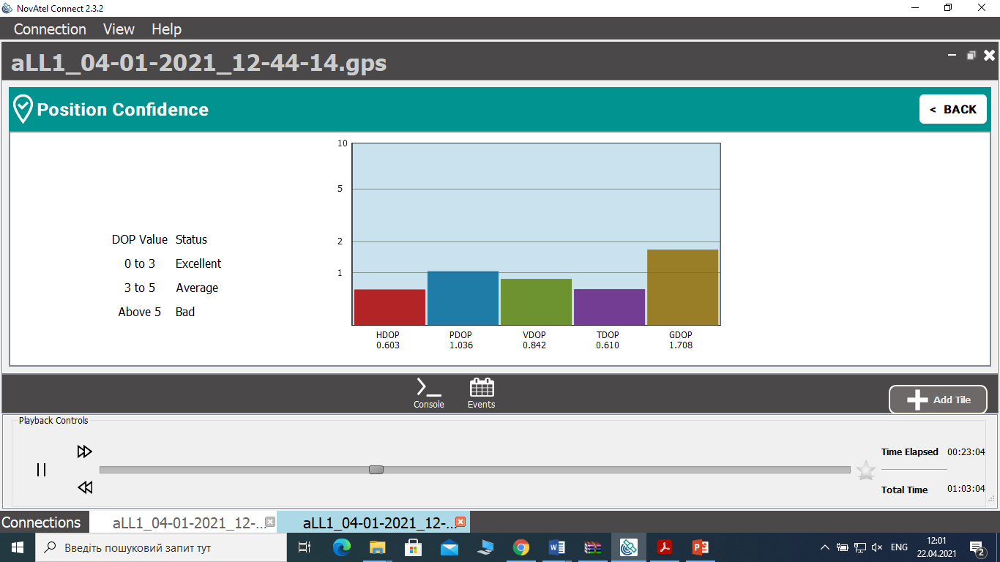 NovAtel Connect 2.3.2
Connection View Help
aLL1_04-01-2021_12-44-14.gps
Position Confidence
< BACK
10
5
2
1
DOP Value Status
0 to 3 Excellent
3 to 5 Average
Above 5 Bad
HDOP PDOP VDOP TDOP GDOP
0.603 1.036 0.842 0.610 1.708
Console Events
Add Tile
Playback Controls
Time Elapsed 00:23:04
Total Time 01:03:04
Connections aLL1_04-01-2021_12-... aLL1_04-01-2021_12-...
Введіть пошуковий запит тут
ENG
12:01
22.04.2021
2